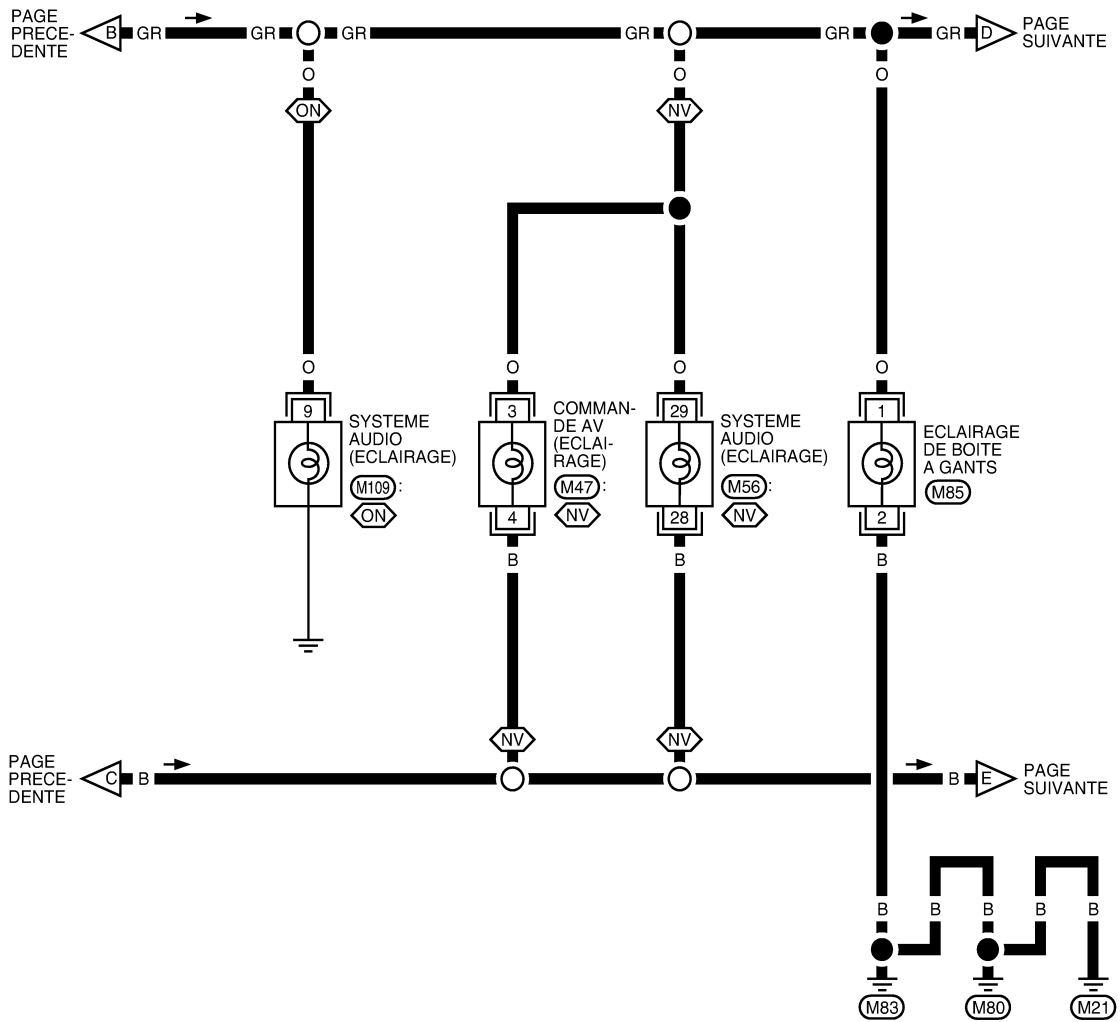 PAGE
PRECE-
DENTE
B GR GR GR GR GR GR D
PAGE
SUIVANTE
O O O
ON NV
O O O O
9 3 29 1
SYSTEME
AUDIO
(ECLAIRAGE)
M109 :
ON
COMMAN-
DE AV
(ECLAI-
RAGE)
M47 :
NV
SYSTEME
AUDIO
(ECLAIRAGE)
M56 :
NV
ECLAIRAGE
DE BOITE
A GANTS
M85
4 28 2
B B B
NV NV
PAGE
PRECE-
DENTE
C B B E
PAGE
SUIVANTE
B B B B B
M83 M80 M21